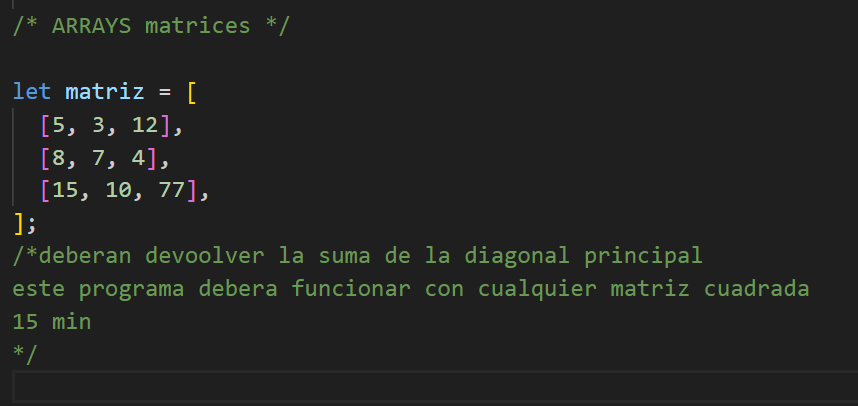 /* ARRAYS matrices */
let matriz = [
[5, 3, 12],
[8, 7, 4],
[15, 10, 77],
];
/*deberan devoolver la suma de la diagonal principal
este programa debera funcionar con cualquier matriz cuadrada
15 min
*/